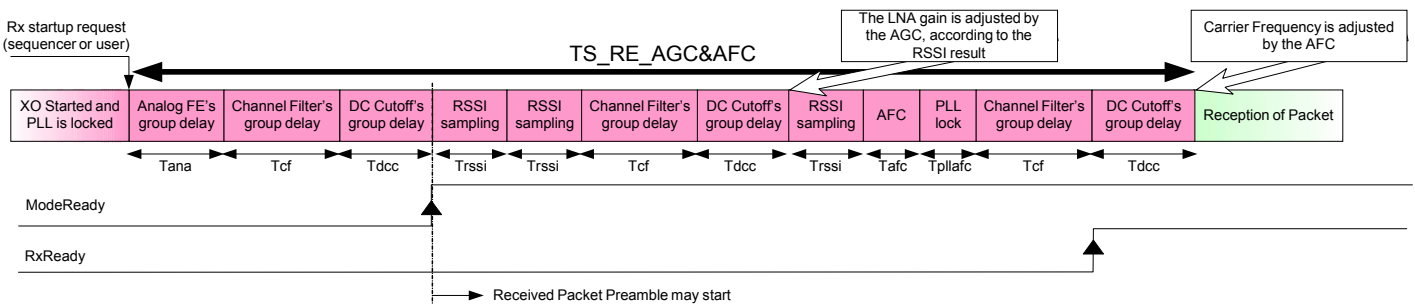 Rx startup request
(sequencer or user)
TS_RE_AGC&AFC
The LNA gain is adjusted by
the AGC, according to the
RSSI result
Carrier Frequency is adjusted
by the AFC
XO Started and
PLL is locked
Analog FE's
group delay
Channel Filter's
group delay
DC Cutoff's
group delay
RSSI
sampling
RSSI
sampling
Channel Filter's
group delay
DC Cutoff's
group delay
RSSI
sampling
AFC
PLL
lock
Channel Filter's
group delay
DC Cutoff's
group delay
Reception of Packet
Tana
Tcf
Tdcc
Trssi
Trssi
Tcf
Tdcc
Trssi
Tafc
Tpllafc
Tcf
Tdcc
ModeReady
RxReady
Received Packet Preamble may start